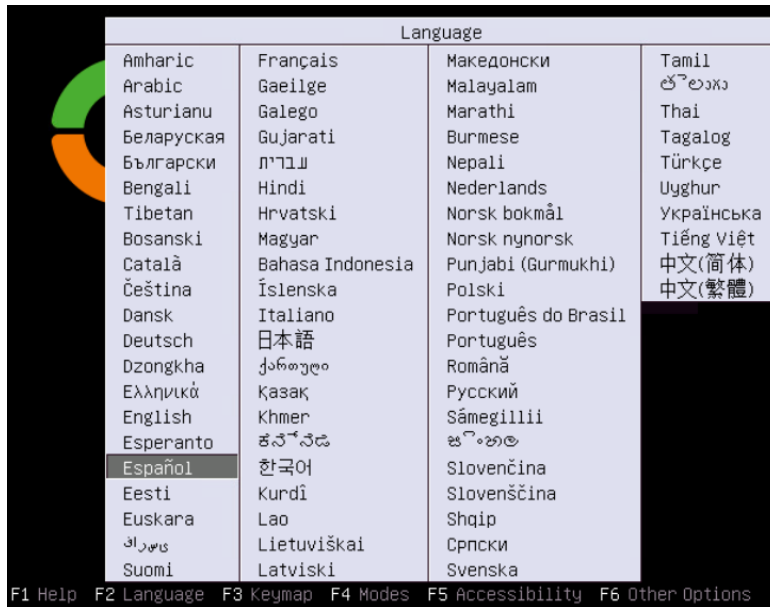 Language
Amharic
Arabic
Asturianu
Беларуская
Български
Bengali
Tibetan
Bosanski
Català
Čeština
Dansk
Deutsch
Dzongkha
Ελληνικά
English
Esperanto
Español
Eesti
Euskara
ﻰﺳﺭﺎﻓ
Suomi
Français
Gaeilge
Galego
Gujarati
עברית
Hindi
Hrvatski
Magyar
Bahasa Indonesia
Íslenska
Italiano
日本語
ქართული
Қазақ
Khmer
ಕನ್ನಡ
한국어
Kurdî
Lao
Lietuviškai
Latviski
Македонски
Malayalam
Marathi
Burmese
Nepali
Nederlands
Norsk bokmål
Norsk nynorsk
Punjabi (Gurmukhi)
Polski
Português do Brasil
Português
Română
Русский
Sámegillii
සිංහල
Slovenčina
Slovenščina
Shqip
Српски
Svenska
Tamil
తెలుగు
Thai
Tagalog
Türkçe
Uyghur
Українська
Tiếng Việt
中文(简体)
中文(繁體)
F1 Help F2 Language F3 Keymap F4 Modes F5 Accessibility F6 Other Options